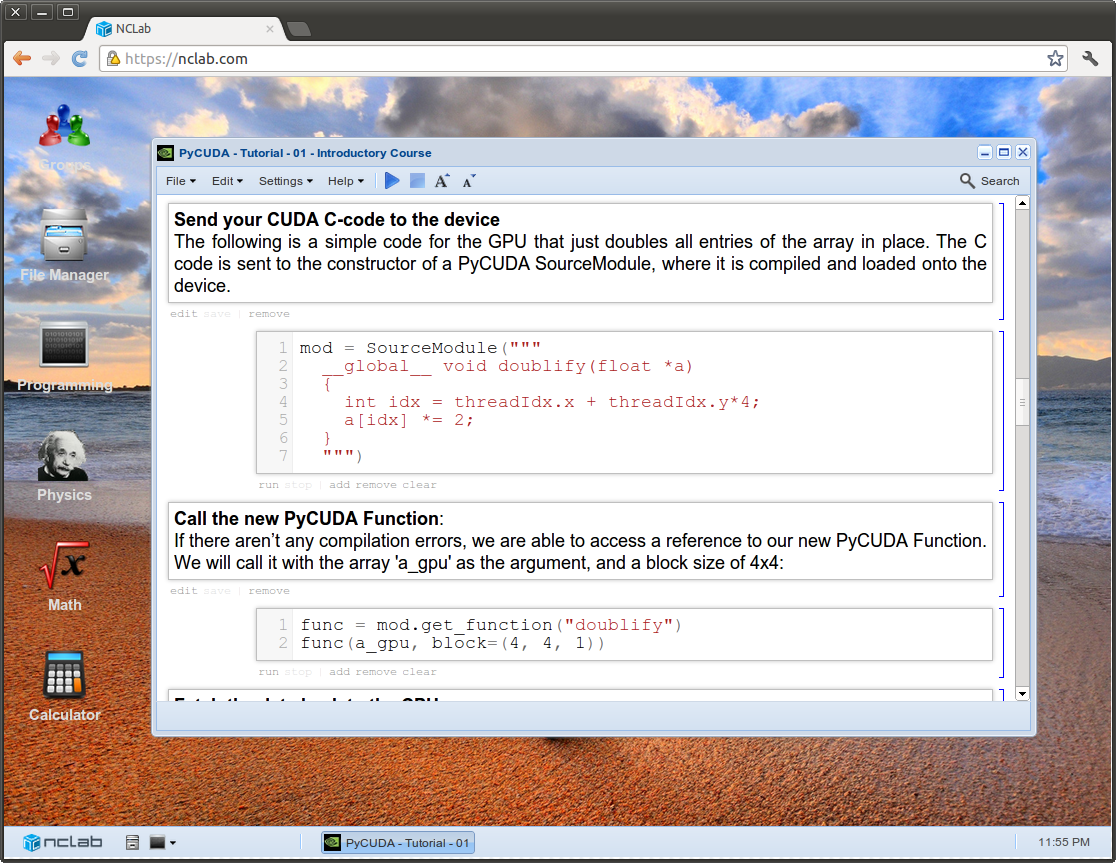 NCLab
https://nclab.com
Groups
File Manager
Programming
Physics
Math
Calculator
PyCUDA - Tutorial - 01 - Introductory Course
File Edit Settings Help A A Search
Send your CUDA C-code to the device
The following is a simple code for the GPU that just doubles all entries of the array in place. The C
code is sent to the constructor of a PyCUDA SourceModule, where it is compiled and loaded onto the
device.
edit save | remove
1 mod = SourceModule("""
2   __global__ void doublify(float *a)
3   {
4     int idx = threadIdx.x + threadIdx.y*4;
5     a[idx] *= 2;
6   }
7   """)
run stop | add remove clear
Call the new PyCUDA Function:
If there aren't any compilation errors, we are able to access a reference to our new PyCUDA Function.
We will call it with the array 'a_gpu' as the argument, and a block size of 4x4:
edit save | remove
1 func = mod.get_function("doublify")
2 func(a_gpu, block=(4, 4, 1))
run stop | add remove clear
nclab
PyCUDA - Tutorial - 01
11:55 PM